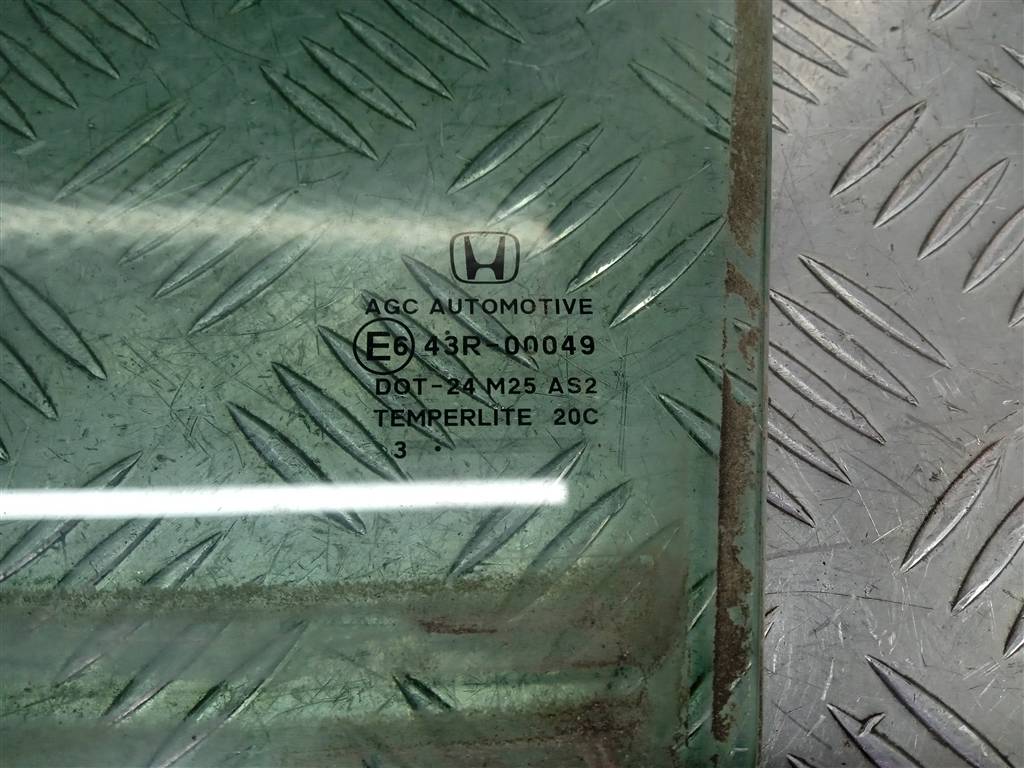 AGC AUTOMOTIVE
E6 43R-00049
DOT-24 M25 AS2
TEMPERLITE 20C
3 .